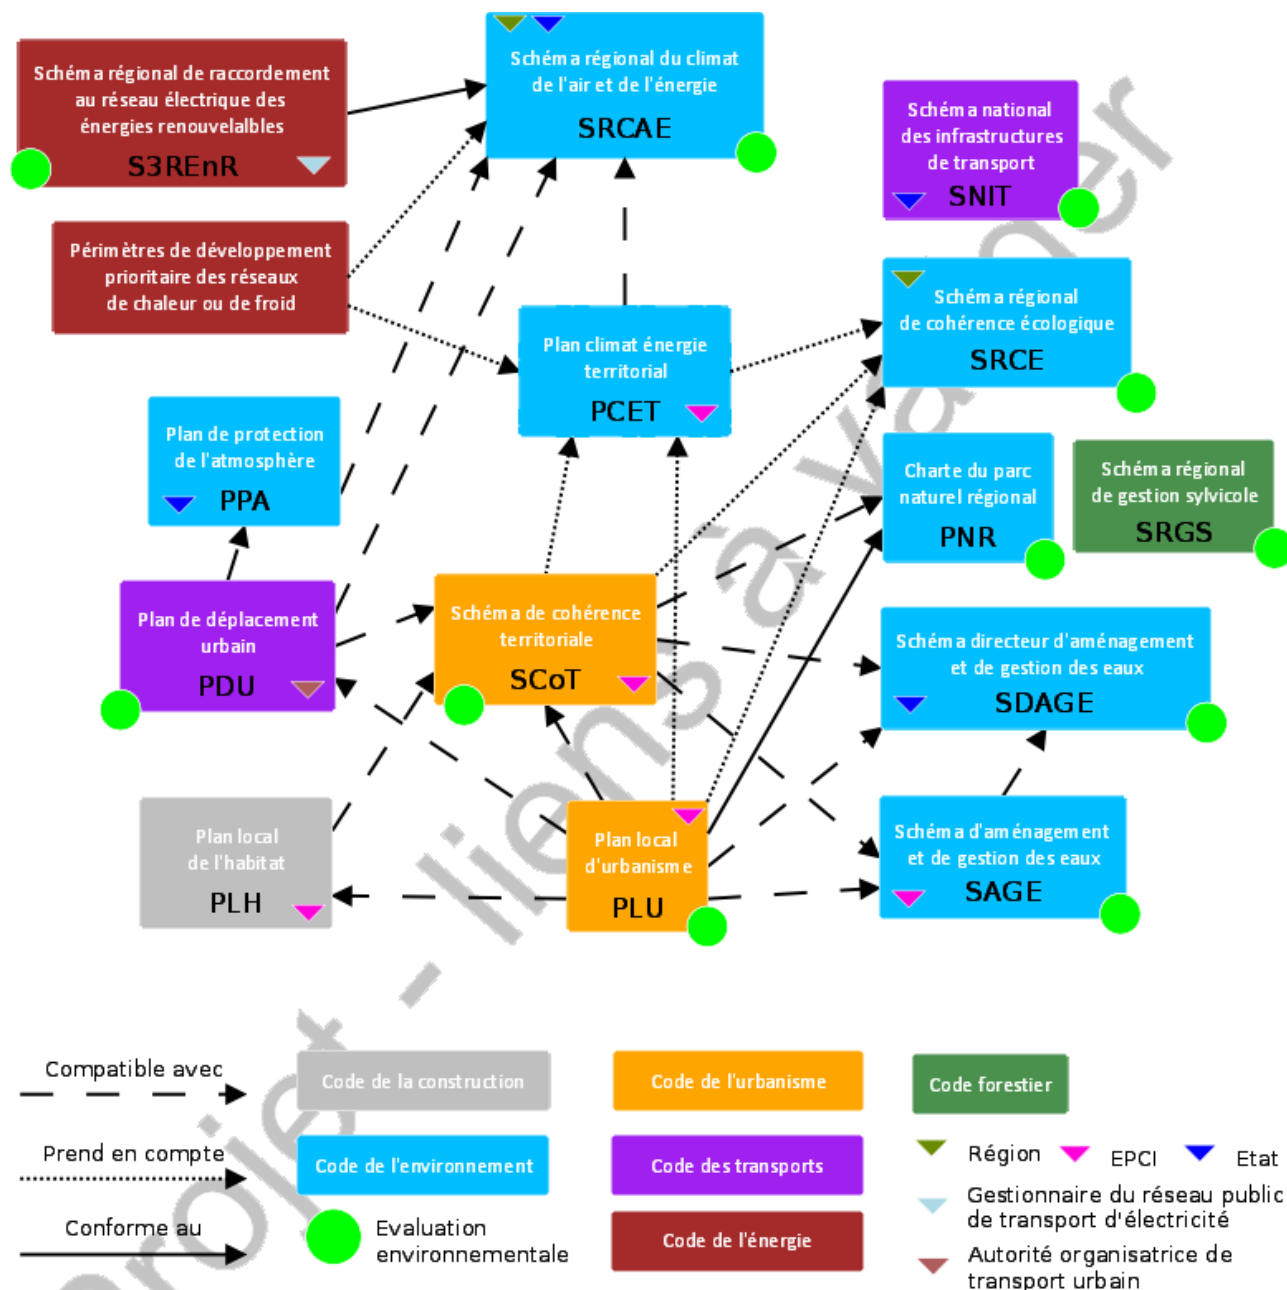 Schéma régional de raccordement
au réseau électrique des
énergies renouvelalbles
S3REnR
Schéma régional du climat
de l'air et de l'énergie
SRCAE
Schéma national
des infrastructures
de transport
SNIT
Périmètres de développement
prioritaire des réseaux
de chaleur ou de froid
Schéma régional
de cohérence écologique
SRCE
Plan climat énergie
territorial
PCET
Plan de protection
de l'atmosphère
PPA
Charte du parc
naturel régional
PNR
Schéma régional
de gestion sylvicole
SRGS
Plan de déplacement
urbain
PDU
Schéma de cohérence
territoriale
SCoT
Schéma directeur d'aménagement
et de gestion des eaux
SDAGE
Plan local
de l'habitat
PLH
Plan local
d'urbanisme
PLU
Schéma d'aménagement
et de gestion des eaux
SAGE
Projet - liens à valider
Compatible avec
Prend en compte
Conforme au
Code de la construction
Code de l'environnement
Evaluation
environnementale
Code de l'urbanisme
Code des transports
Code de l'énergie
Code forestier
Région
EPCI
Etat
Gestionnaire du réseau public
de transport d'électricité
Autorité organisatrice de
transport urbain